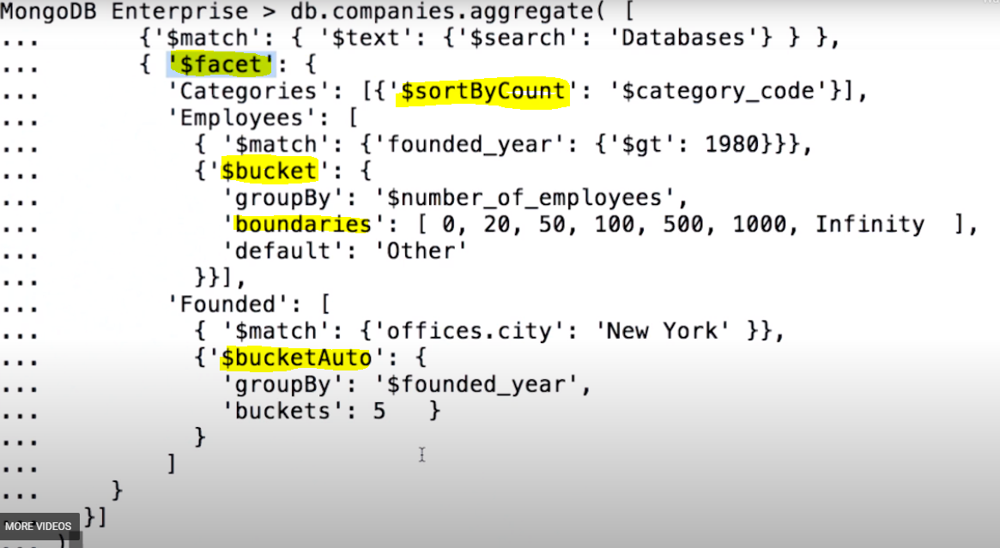 MongoDB Enterprise > db.companies.aggregate( [
... {'$match': { '$text': {'$search': 'Databases'} } },
... { '$facet': {
... 'Categories': [{'$sortByCount': '$category_code'}],
... 'Employees': [
... { '$match': {'founded_year': {'$gt': 1980}}},
... {'$bucket': {
... 'groupBy': '$number_of_employees',
... 'boundaries': [ 0, 20, 50, 100, 500, 1000, Infinity ],
... 'default': 'Other'
... }}],
... 'Founded': [
... { '$match': {'offices.city': 'New York' }},
... {'$bucketAuto': {
... 'groupBy': '$founded_year',
... 'buckets': 5 }
... }
... ]
... }
... }]
MORE VIDEOS
... )